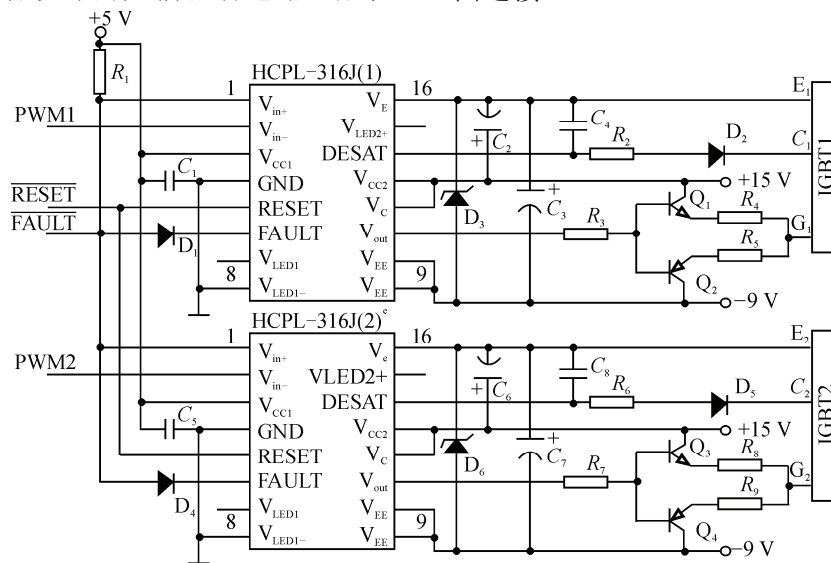 +5 V
R1
HCPL-316J(1)
1
16
E1
PWM1
Vin+
VE
Vin-
VLED2+
C4
+ C2
R2
D2
C1
VCC1
DESAT
C1
GND
VCC2
+15 V
RESET
RESET
VC
D3
+
C3
Q1
R4
FAULT
D1
FAULT
Vout
R3
G1
R5
IGBT1
VLED1
VEE
8
9
VLED1-
VEE
Q2
-9 V
HCPL-316J(2)
e
1
16
E2
PWM2
Vin+
Ve
Vin-
VLED2+
C8
+ C6
R6
D5
C2
VCC1
DESAT
C5
GND
VCC2
+15 V
RESET
VC
D6
+
C7
Q3
R8
D4
FAULT
Vout
R7
G2
R9
IGBT2
VLED1
VEE
8
9
VLED1-
VEE
Q4
-9 V